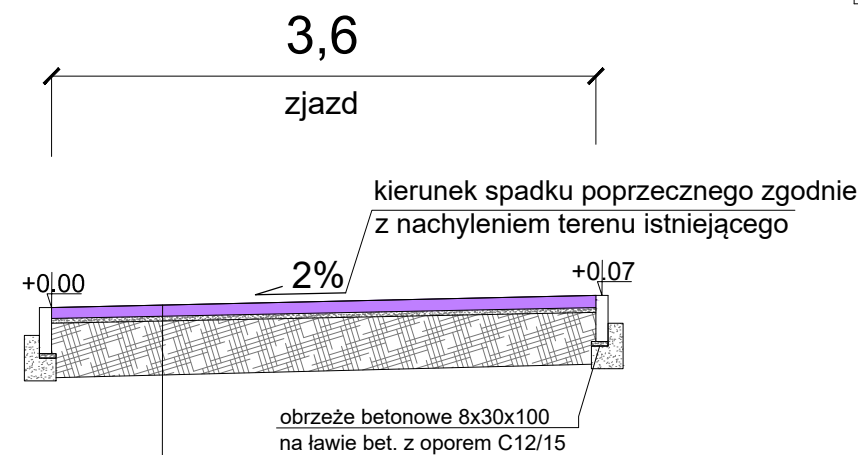 3,6
zjazd
kierunek spadku poprzecznego zgodnie
z nachyleniem terenu istniejącego
2%
+0.00
+0.07
obrzeże betonowe 8x30x100
na ławie bet. z oporem C12/15